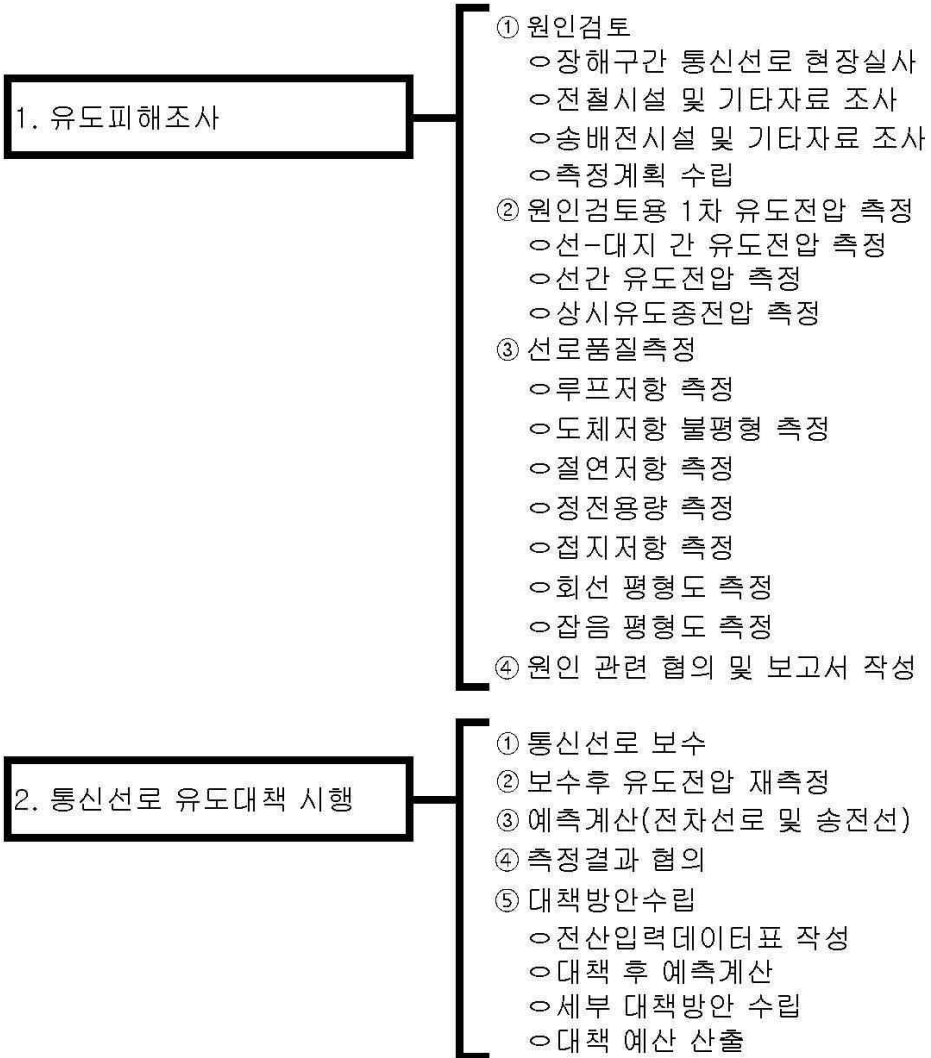 1. 유도피해조사
① 원인검토
ㅇ장해구간 통신선로 현장실사
ㅇ전철시설 및 기타자료 조사
ㅇ송배전시설 및 기타자료 조사
ㅇ측정계획 수립
② 원인검토용 1차 유도전압 측정
ㅇ선-대지 간 유도전압 측정
ㅇ선간 유도전압 측정
ㅇ상시유도종전압 측정
③ 선로품질측정
ㅇ루프저항 측정
ㅇ도체저항 불평형 측정
ㅇ절연저항 측정
ㅇ정전용량 측정
ㅇ접지저항 측정
ㅇ회선 평형도 측정
ㅇ잡음 평형도 측정
④ 원인 관련 협의 및 보고서 작성
2. 통신선로 유도대책 시행
① 통신선로 보수
② 보수후 유도전압 재측정
③ 예측계산(전차선로 및 송전선)
④ 측정결과 협의
⑤ 대책방안수립
ㅇ전산입력데이터표 작성
ㅇ대책 후 예측계산
ㅇ세부 대책방안 수립
ㅇ대책 예산 산출